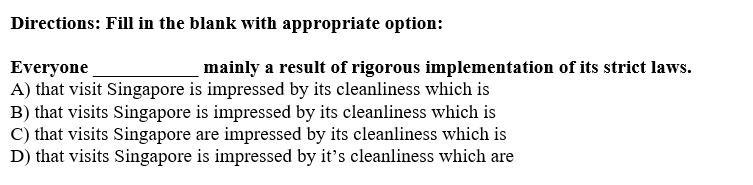 Directions: Fill in the blank with appropriate option:
Everyone ___________ mainly a result of rigorous implementation of its strict laws.
A) that visit Singapore is impressed by its cleanliness which is
B) that visits Singapore is impressed by its cleanliness which is
C) that visits Singapore are impressed by its cleanliness which is
D) that visits Singapore is impressed by it’s cleanliness which are